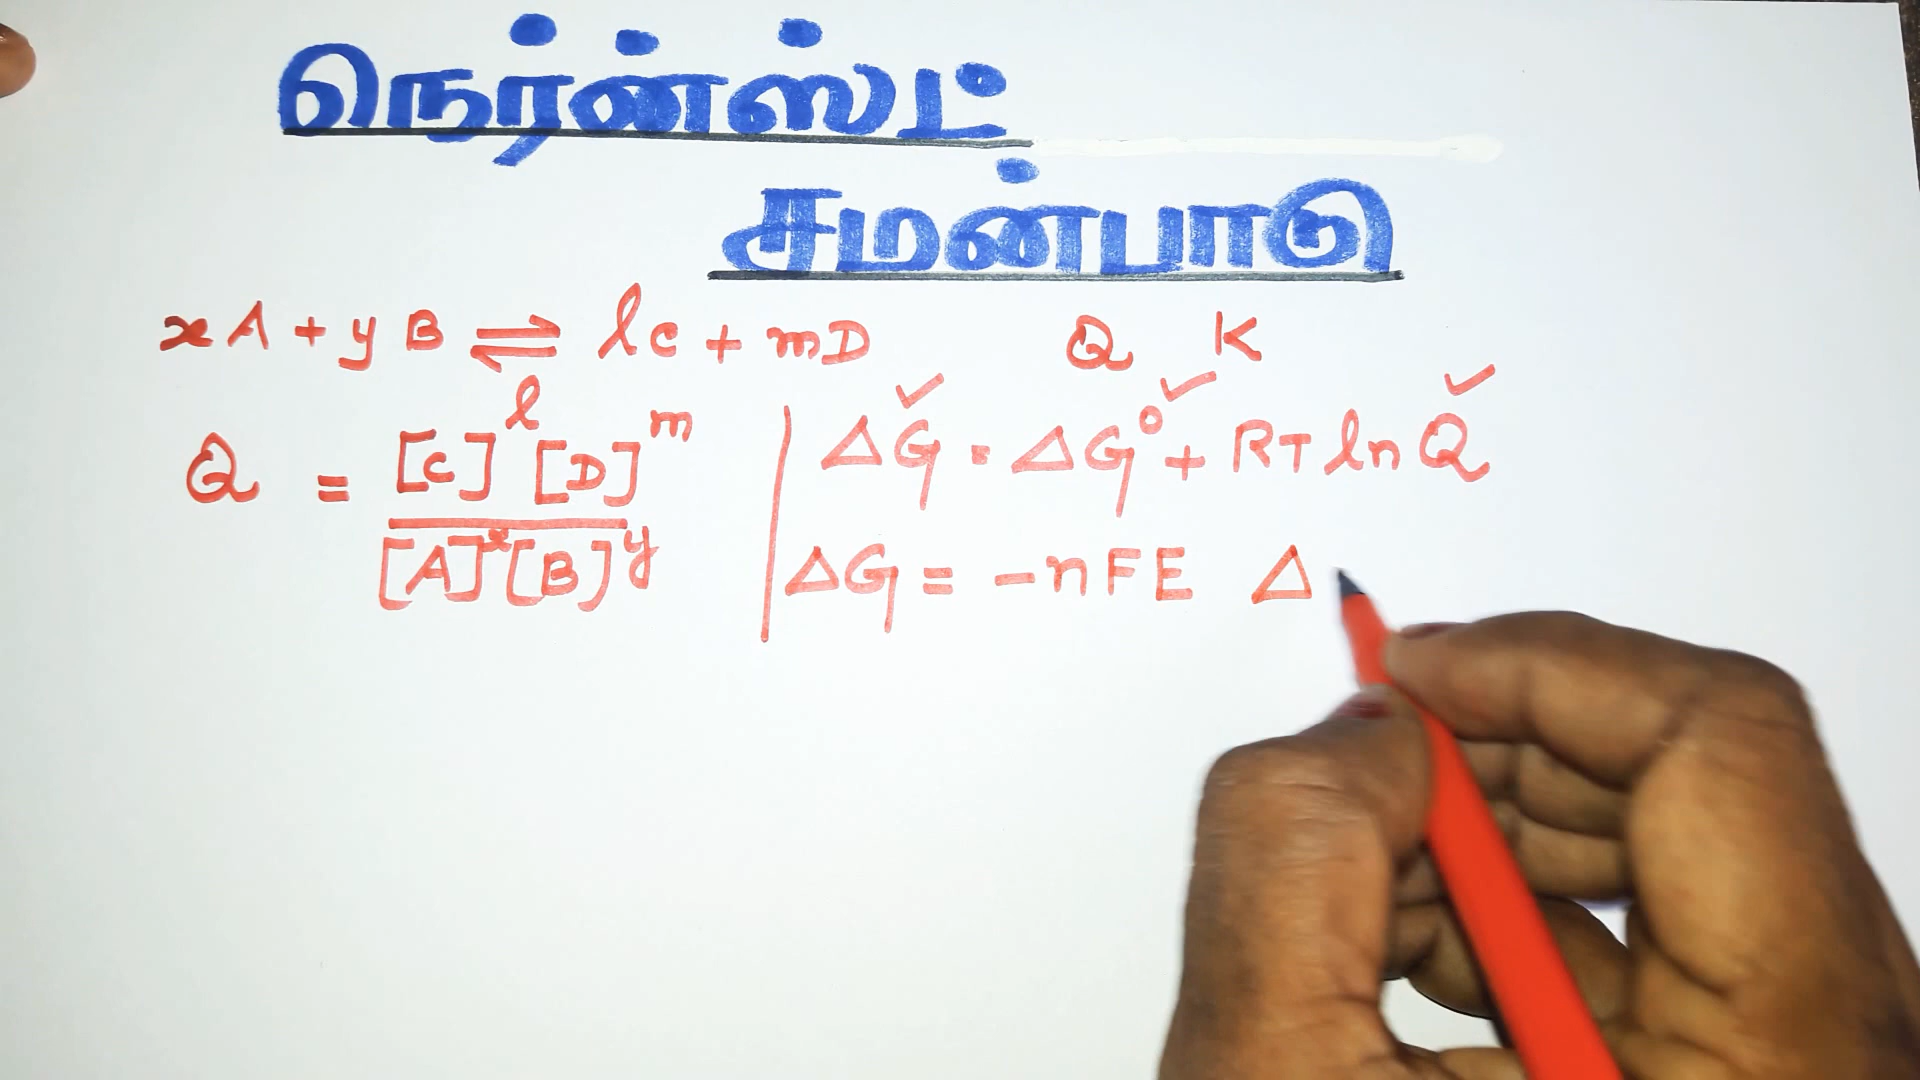 நெர்ன்ஸ்ட்
சமன்பாடு
xA + yB ⇌ lC + mD
Q K
Q = [C]^l [D]^m / [A]^x [B]^y
ΔG = ΔG° + RT ln Q
ΔG = -nFE Δ